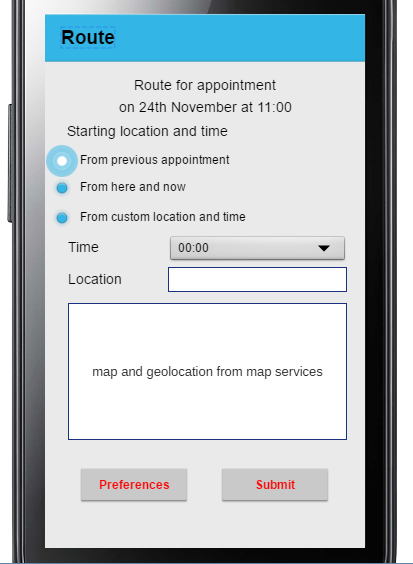 Route
Route for appointment
on 24th November at 11:00
Starting location and time
From previous appointment
From here and now
From custom location and time
Time 00:00
Location
map and geolocation from map services
Preferences Submit